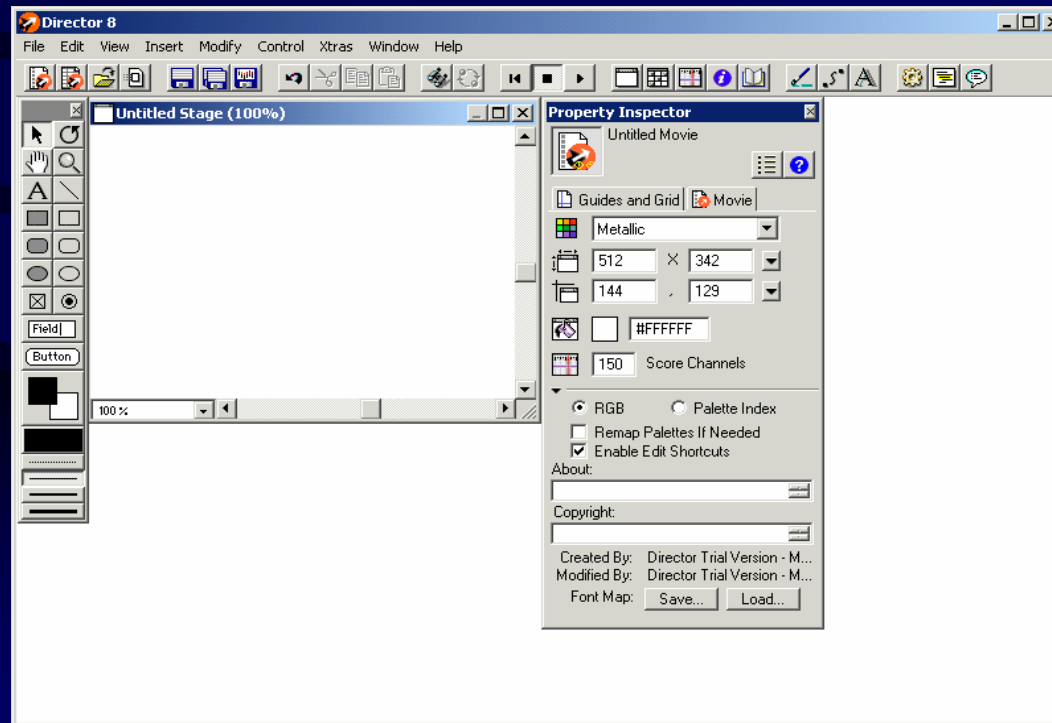 Director 8
File Edit View Insert Modify Control Xtras Window Help
Untitled Stage (100%)
A
Field
Button
100 %
Property Inspector
Untitled Movie
Guides and Grid Movie
Metallic
512 X 342
144 , 129
#FFFFFF
150 Score Channels
RGB Palette Index
Remap Palettes If Needed
Enable Edit Shortcuts
About:
Copyright:
Created By: Director Trial Version - M...
Modified By: Director Trial Version - M...
Font Map: Save... Load...